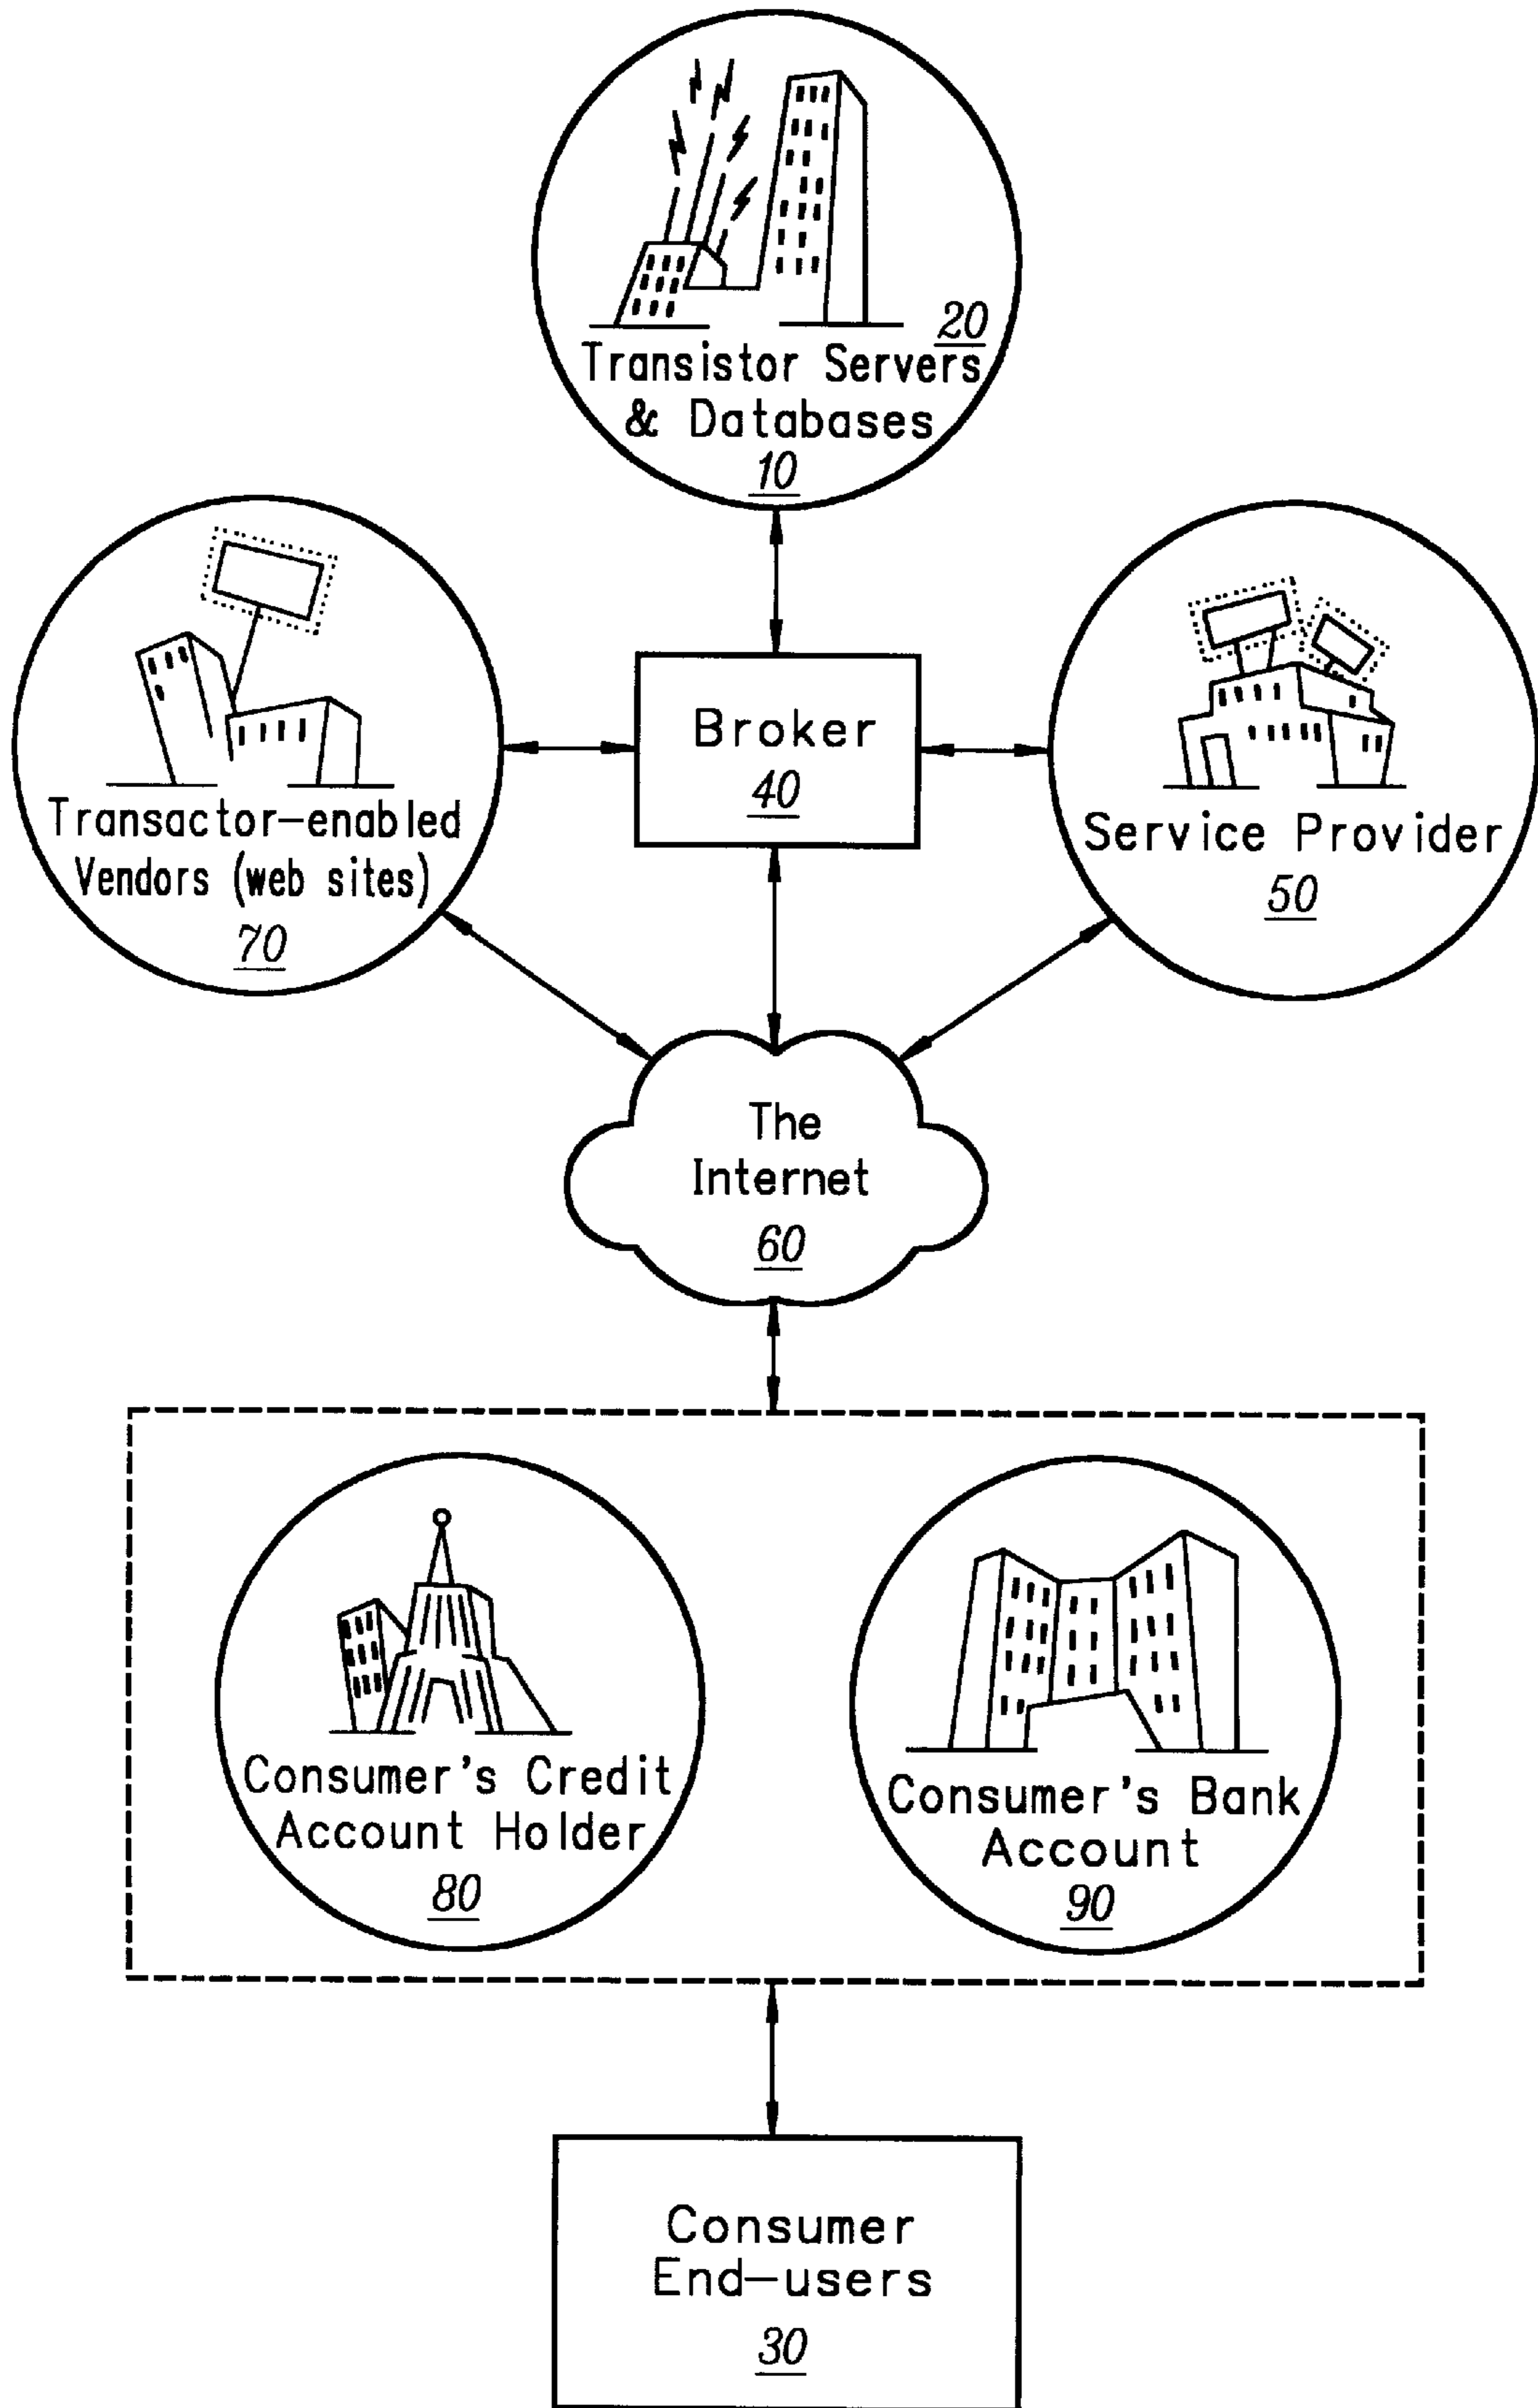 20
Transistor Servers
& Databases
10
Broker
40
Transactor-enabled
Vendors (web sites)
70
Service Provider
50
The
Internet
60
Consumer's Credit
Account Holder
80
Consumer's Bank
Account
90
Consumer
End-users
30